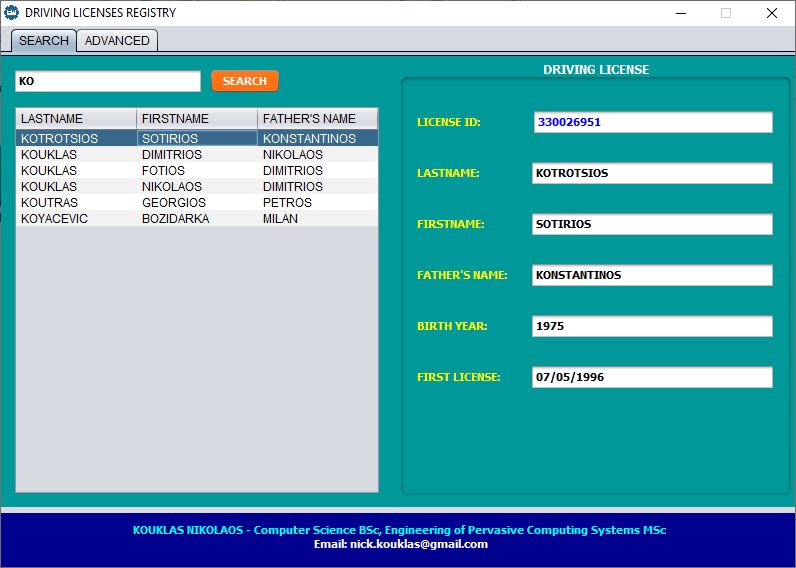 DRIVING LICENSES REGISTRY
SEARCH ADVANCED
KO SEARCH
LASTNAME FIRSTNAME FATHER'S NAME
KOTROTSIOS SOTIRIOS KONSTANTINOS
KOUKLAS DIMITRIOS NIKOLAOS
KOUKLAS FOTIOS DIMITRIOS
KOUKLAS NIKOLAOS DIMITRIOS
KOUTRAS GEORGIOS PETROS
KOYACEVIC BOZIDARKA MILAN
DRIVING LICENSE
LICENSE ID: 330026951
LASTNAME: KOTROTSIOS
FIRSTNAME: SOTIRIOS
FATHER'S NAME: KONSTANTINOS
BIRTH YEAR: 1975
FIRST LICENSE: 07/05/1996
KOUKLAS NIKOLAOS - Computer Science BSc, Engineering of Pervasive Computing Systems MSc
Email: nick.kouklas@gmail.com